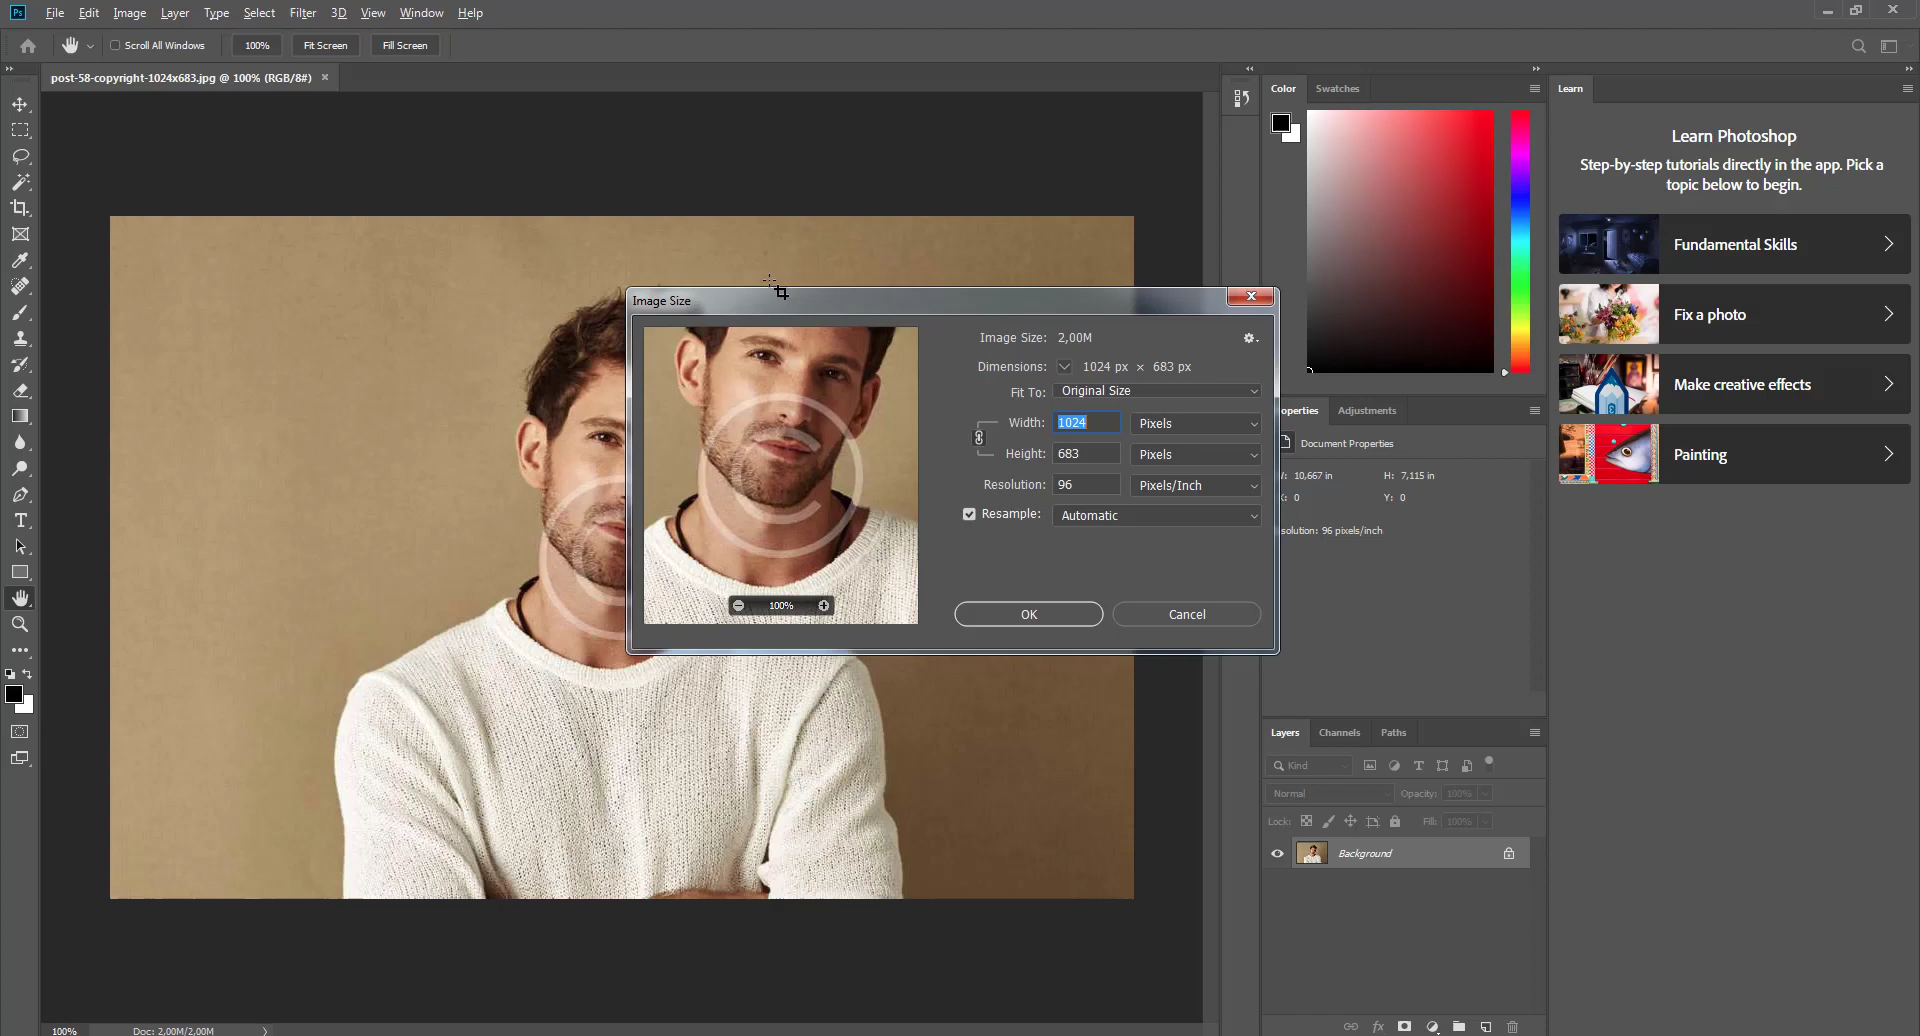 Ps File Edit Image Layer Type Select Filter 3D View Window Help
Scroll All Windows 100% Fit Screen Fill Screen
post-58-copyright-1024x683.jpg @ 100% (RGB/8#) ×
Color Swatches
Learn
Learn Photoshop
Step-by-step tutorials directly in the app. Pick a
topic below to begin.
Fundamental Skills
Fix a photo
Make creative effects
Painting
Image Size
Image Size: 2,00M
Dimensions: 1024 px × 683 px
Fit To: Original Size
Width: 1024 Pixels
Height: 683 Pixels
Resolution: 96 Pixels/Inch
Resample: Automatic
100%
OK Cancel
operties Adjustments
Document Properties
10,667 in H: 7,115 in
X: 0 Y: 0
solution: 96 pixels/inch
Layers Channels Paths
Kind
Normal Opacity: 100%
Lock: Fill: 100%
Background
fx
100% Doc: 2,00M/2,00M